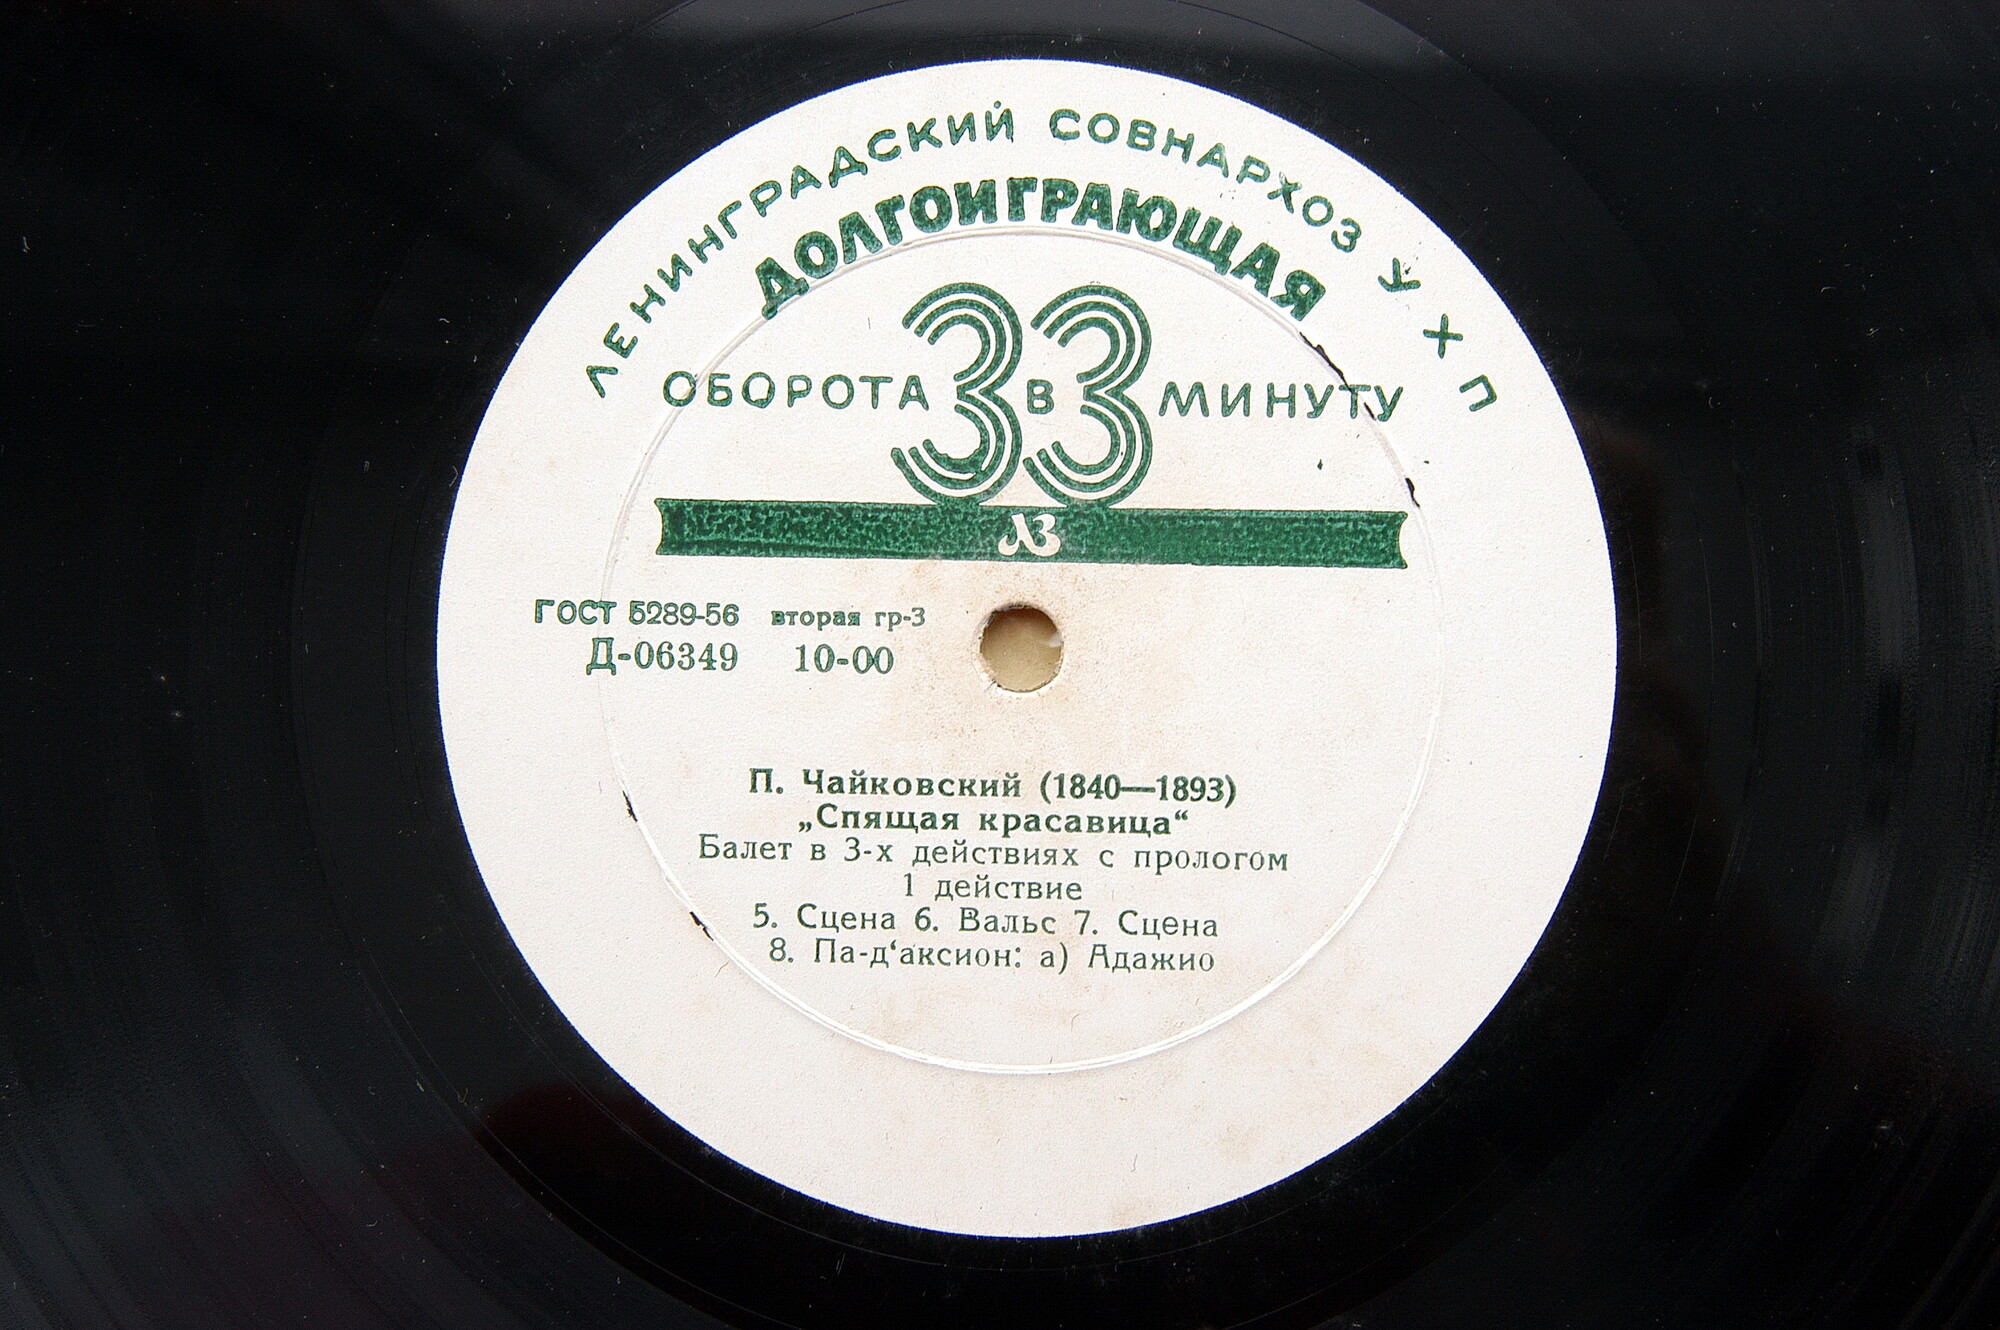 ЛЕНИНГРАДСКИЙ СОВНАРХОЗ УХП
ДОЛГОИГРАЮЩАЯ
33
ОБОРОТА В МИНУТУ
ЛЗ
ГОСТ 5289-56 вторая гр-3
Д-06349 10-00
П. Чайковский (1840—1893)
„Спящая красавица“
Балет в 3-х действиях с прологом
1 действие
5. Сцена 6. Вальс 7. Сцена
8. Па-д‘аксион: а) Адажио